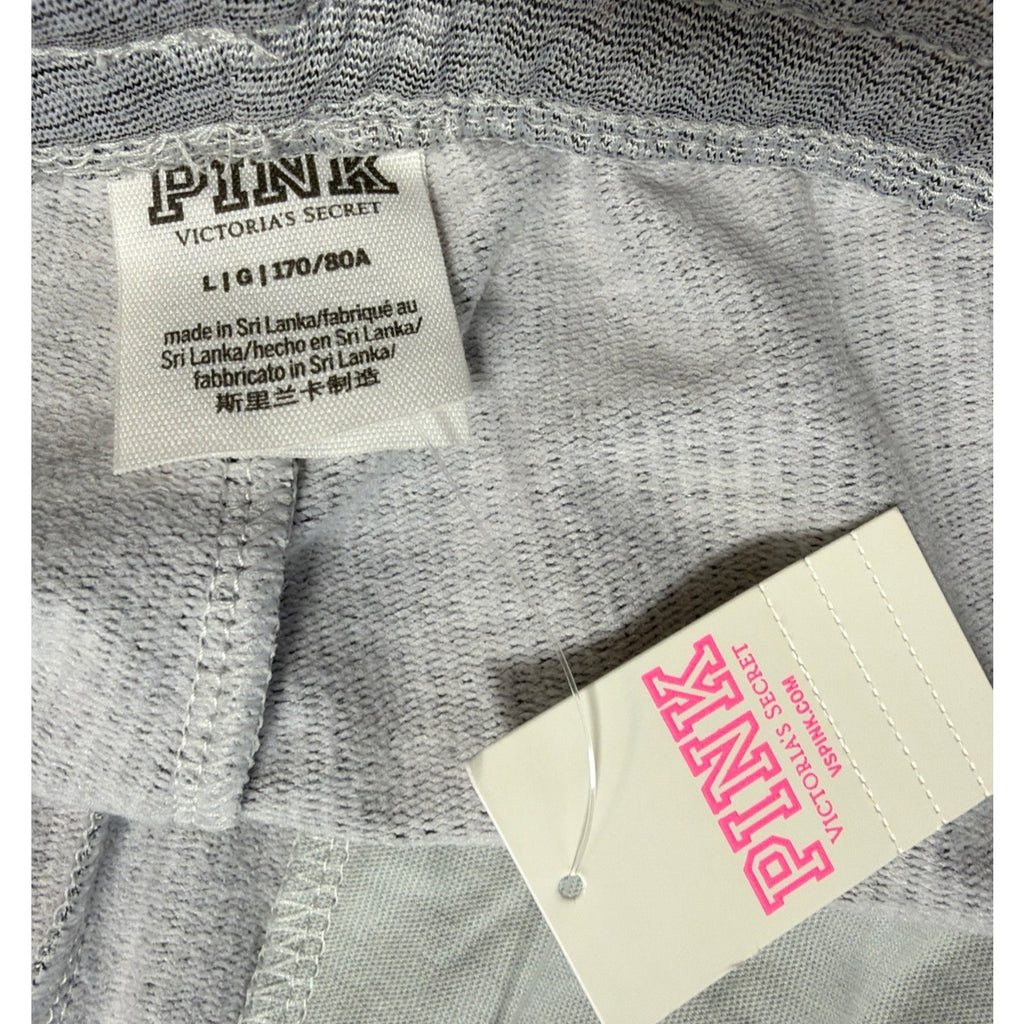 PINK
VICTORIA'S SECRET
L | G | 170/80A
made in Sri Lanka/fabriqué au
Sri Lanka/hecho en Sri Lanka/
fabbricato in Sri Lanka/
斯里兰卡制造
PINK
VICTORIA'S SECRET
VSPINK.COM